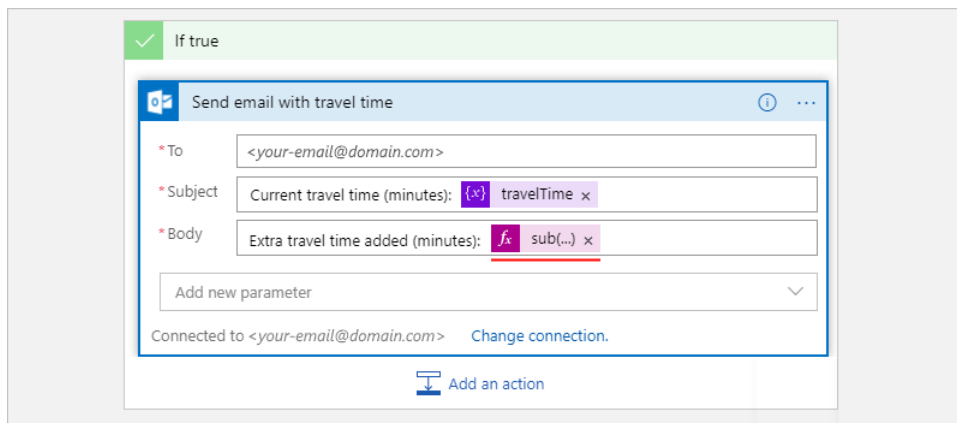 If true
Send email with travel time
* To
<your-email@domain.com>
* Subject
Current travel time (minutes): {x} travelTime ×
* Body
Extra travel time added (minutes): fx sub(...) ×
Add new parameter
Connected to <your-email@domain.com> Change connection.
Add an action